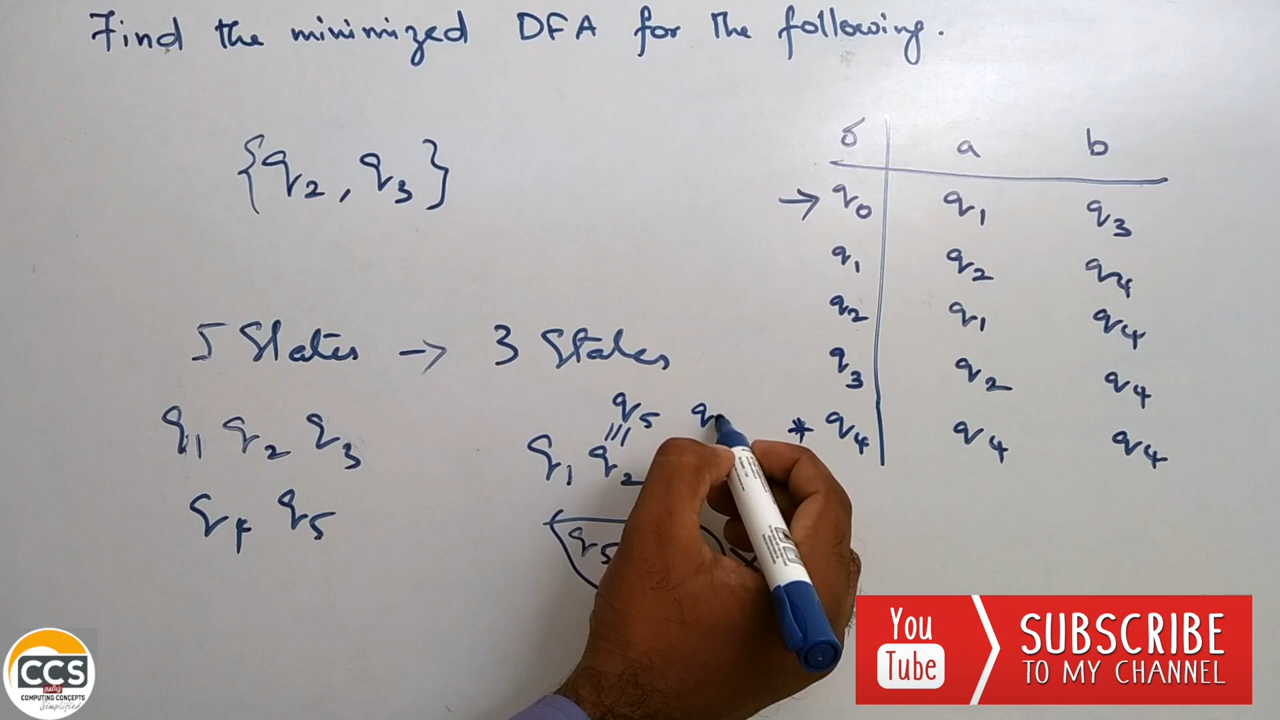 Find the minimized DFA for the following.
{q2, q3}
δ a b
→ q0 q1 q3
q1 q2 q4
q2 q1 q4
q3 q2 q4
* q4 q4 q4
5 States → 3 States
q1 q2 q3
q4 q5
q5
q1 q2
q5
CCS
COMPUTING CONCEPTS
Simplified
You
Tube
SUBSCRIBE
TO MY CHANNEL